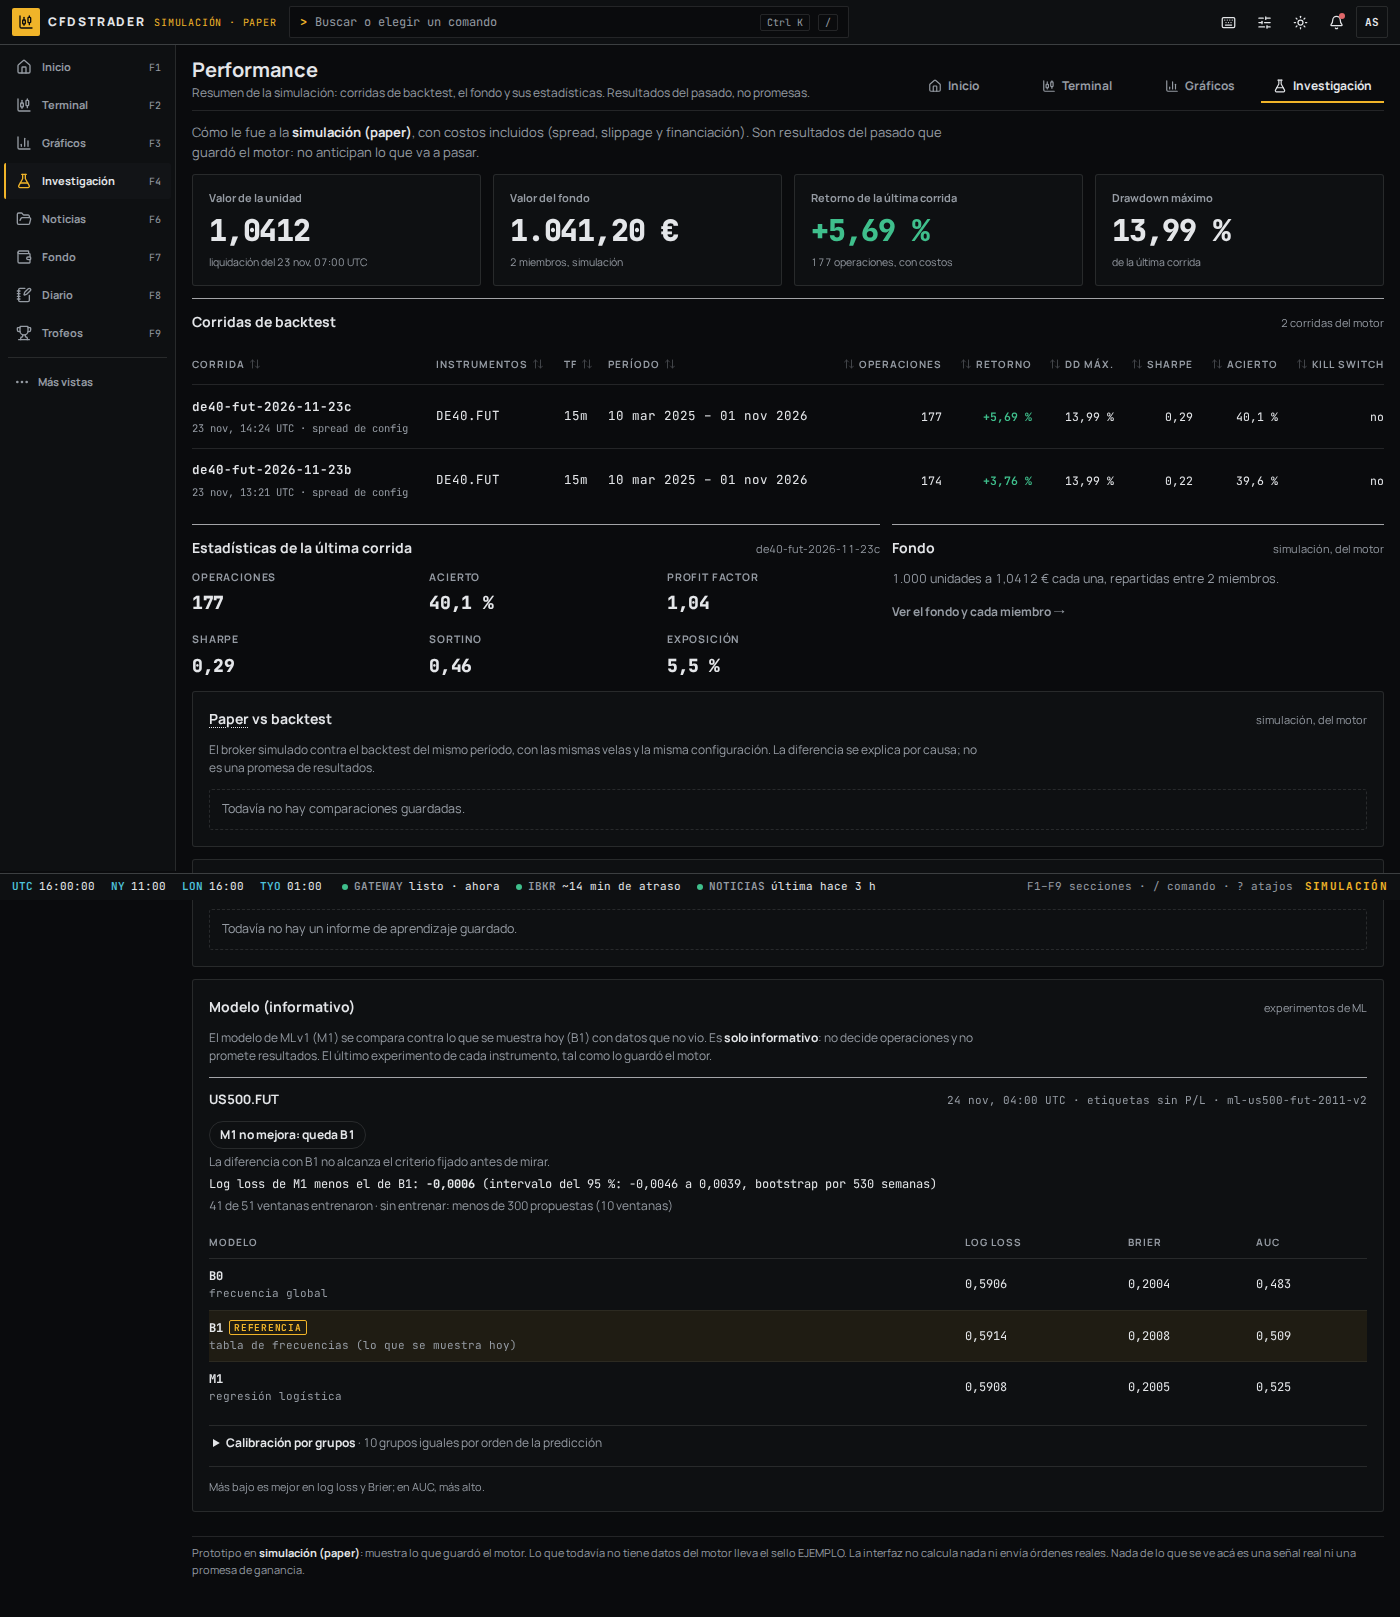 CFDSTRADER SIMULACIÓN · PAPER
> Buscar o elegir un comando Ctrl K /
AS
Inicio F1
Terminal F2
Gráficos F3
Investigación F4
Noticias F6
Fondo F7
Diario F8
Trofeos F9
Más vistas
Performance
Resumen de la simulación: corridas de backtest, el fondo y sus estadísticas. Resultados del pasado, no promesas.
Inicio Terminal Gráficos Investigación
Cómo le fue a la simulación (paper), con costos incluidos (spread, slippage y financiación). Son resultados del pasado que
guardó el motor: no anticipan lo que va a pasar.
Valor de la unidad
1,0412
liquidación del 23 nov, 07:00 UTC
Valor del fondo
1.041,20 €
2 miembros, simulación
Retorno de la última corrida
+5,69 %
177 operaciones, con costos
Drawdown máximo
13,99 %
de la última corrida
Corridas de backtest 2 corridas del motor
CORRIDA INSTRUMENTOS TF PERÍODO OPERACIONES RETORNO DD MÁX. SHARPE ACIERTO KILL SWITCH
de40-fut-2026-11-23c
23 nov, 14:24 UTC · spread de config
DE40.FUT 15m 10 mar 2025 – 01 nov 2026 177 +5,69 % 13,99 % 0,29 40,1 % no
de40-fut-2026-11-23b
23 nov, 13:21 UTC · spread de config
DE40.FUT 15m 10 mar 2025 – 01 nov 2026 174 +3,76 % 13,99 % 0,22 39,6 % no
Estadísticas de la última corrida de40-fut-2026-11-23c
OPERACIONES ACIERTO PROFIT FACTOR
177 40,1 % 1,04
SHARPE SORTINO EXPOSICIÓN
0,29 0,46 5,5 %
Fondo simulación, del motor
1.000 unidades a 1,0412 € cada una, repartidas entre 2 miembros.
Ver el fondo y cada miembro →
Paper vs backtest simulación, del motor
El broker simulado contra el backtest del mismo período, con las mismas velas y la misma configuración. La diferencia se explica por causa; no
es una promesa de resultados.
Todavía no hay comparaciones guardadas.
UTC 16:00:00 NY 11:00 LON 16:00 TYO 01:00 GATEWAY listo · ahora IBKR ~14 min de atraso NOTICIAS última hace 3 h F1–F9 secciones · / comando · ? atajos SIMULACIÓN
Todavía no hay un informe de aprendizaje guardado.
Modelo (informativo) experimentos de ML
El modelo de ML v1 (M1) se compara contra lo que se muestra hoy (B1) con datos que no vio. Es solo informativo: no decide operaciones y no
promete resultados. El último experimento de cada instrumento, tal como lo guardó el motor.
US500.FUT 24 nov, 04:00 UTC · etiquetas sin P/L · ml-us500-fut-2011-v2
M1 no mejora: queda B1
La diferencia con B1 no alcanza el criterio fijado antes de mirar.
Log loss de M1 menos el de B1: -0,0006 (intervalo del 95 %: -0,0046 a 0,0039, bootstrap por 530 semanas)
41 de 51 ventanas entrenaron · sin entrenar: menos de 300 propuestas (10 ventanas)
MODELO LOG LOSS BRIER AUC
B0
frecuencia global
0,5906 0,2004 0,483
B1 REFERENCIA
tabla de frecuencias (lo que se muestra hoy)
0,5914 0,2008 0,509
M1
regresión logística
0,5908 0,2005 0,525
Calibración por grupos · 10 grupos iguales por orden de la predicción
Más bajo es mejor en log loss y Brier; en AUC, más alto.
Prototipo en simulación (paper): muestra lo que guardó el motor. Lo que todavía no tiene datos del motor lleva el sello EJEMPLO. La interfaz no calcula nada ni envía órdenes reales. Nada de lo que se ve acá es una señal real ni una
promesa de ganancia.